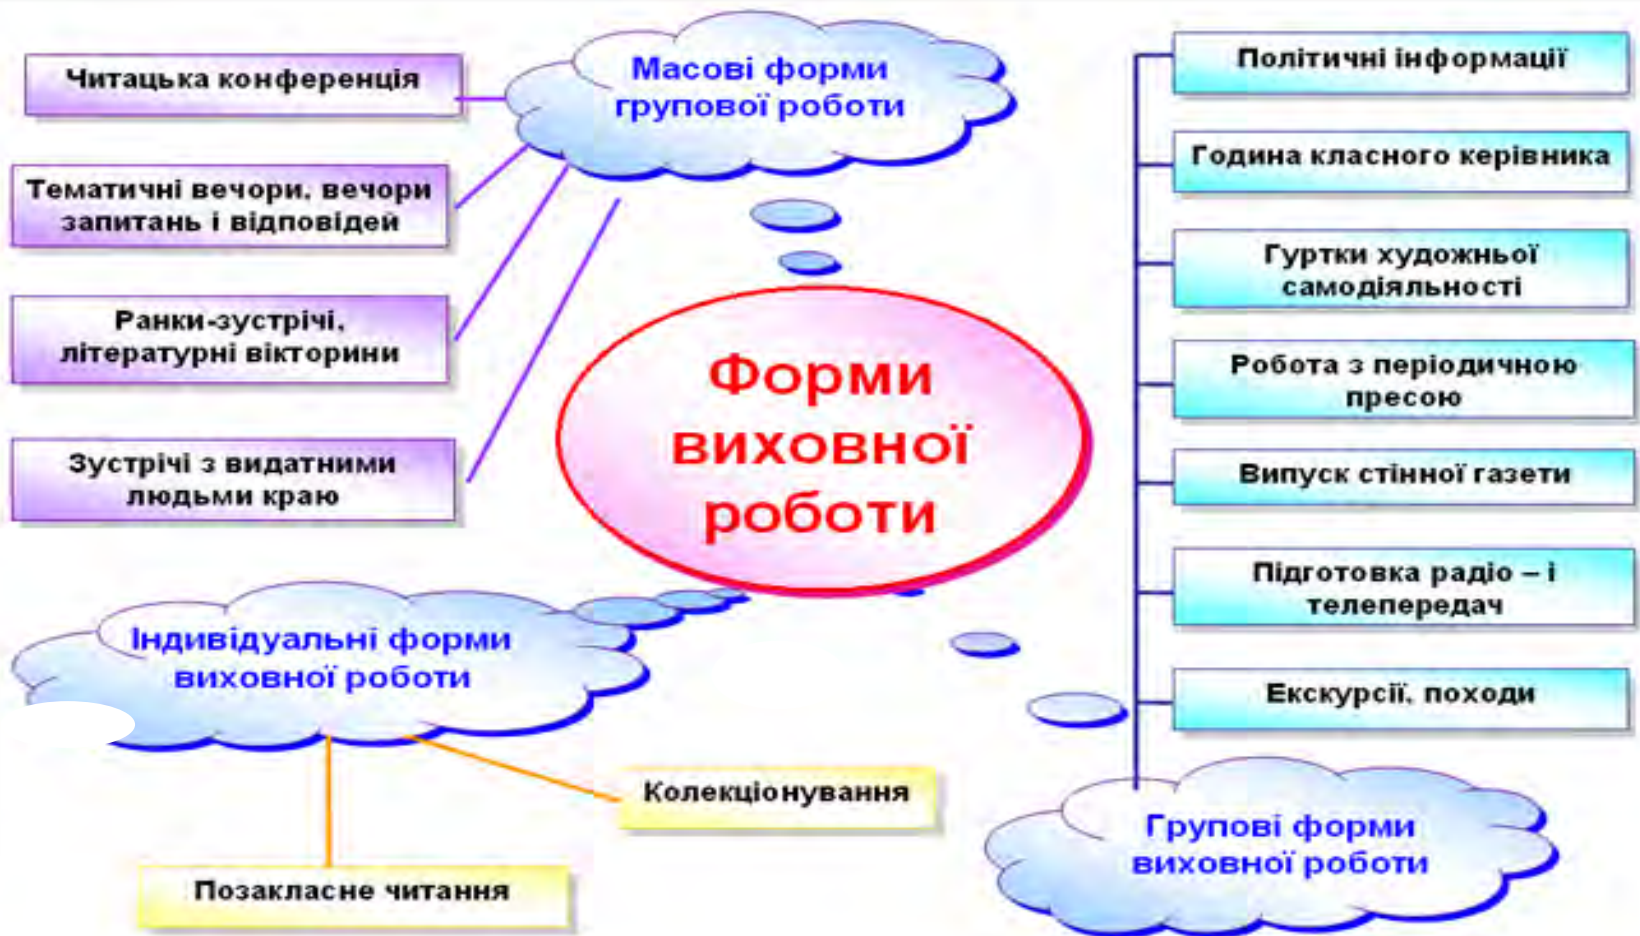 Масові форми
групової роботи
Читацька конференція
Тематичні вечори, вечори
запитань і відповідей
Ранки-зустрічі,
літературні вікторини
Зустрічі з видатними
людьми краю
Форми
виховної
роботи
Індивідуальні форми
виховної роботи
Колекціонування
Позакласне читання
Політичні інформації
Година класного керівника
Гуртки художньої
самодіяльності
Робота з періодичною
пресою
Випуск стінної газети
Підготовка радіо – і
телепередач
Екскурсії, походи
Групові форми
виховної роботи